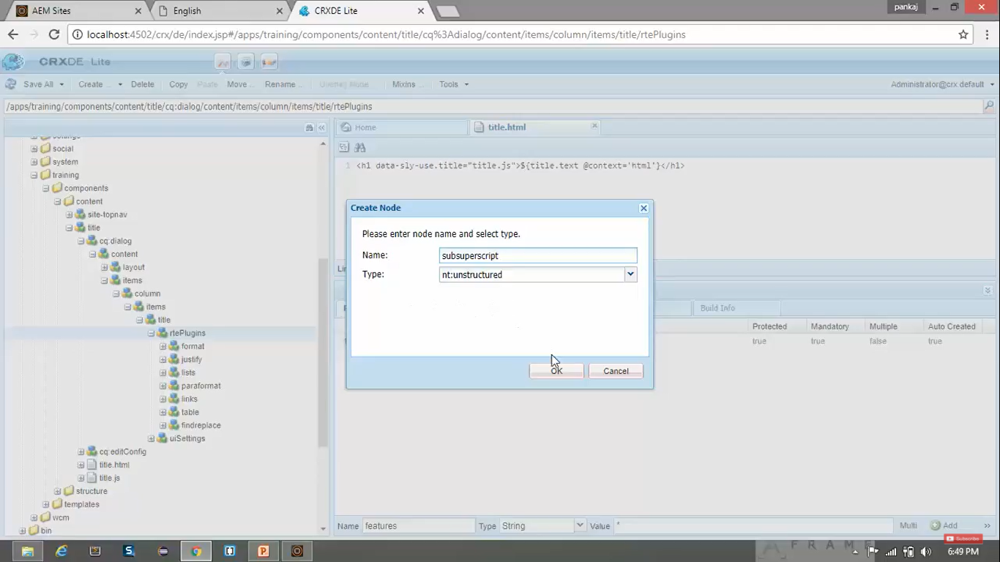 AEM Sites
English
CRXDE Lite
pankaj
localhost:4502/crx/de/index.jsp#/apps/training/components/content/title/cq%3Adialog/content/items/column/items/title/rtePlugins
CRXDE Lite
Save All
Create ...
Delete
Copy
Paste
Move ...
Rename ...
Overlay Node ...
Mixins ...
Tools
Administrator@crx.default
/apps/training/components/content/title/cq:dialog/content/items/column/items/title/rtePlugins
settings
social
system
training
components
content
site-topnav
title
cq:dialog
content
layout
items
column
items
title
rtePlugins
format
justify
lists
paraformat
links
table
findreplace
uiSettings
cq:editConfig
title.html
title.js
structure
templates
wcm
bin
Home
title.html
1 <h1 data-sly-use.title="title.js">${title.text @context='html'}</h1>
Create Node
Please enter node name and select type.
Name:
subsuperscript
Type:
nt:unstructured
OK
Cancel
Build Info
Protected
Mandatory
Multiple
Auto Created
true
true
false
true
Name
features
Type
String
Value
*
Multi
Add
Subscribe
A FRAME
6:49 PM